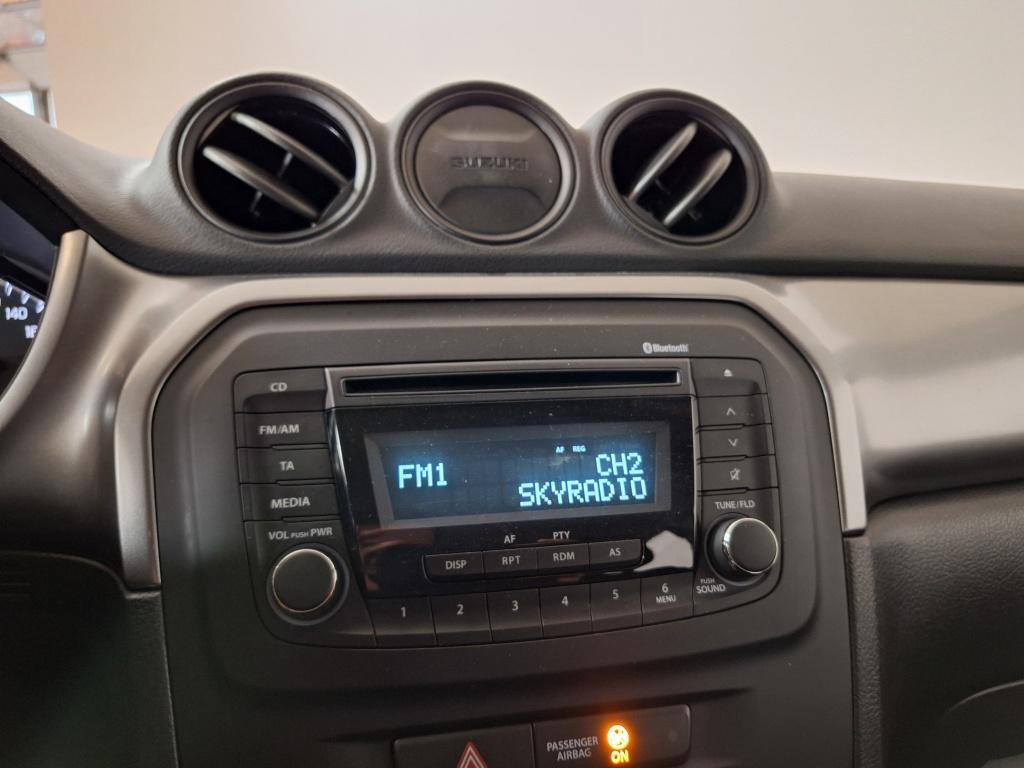 SUZUKI
140
Bluetooth
CD
FM/AM
TA
MEDIA
VOL PUSH PWR
AF REG
FM1 CH2
SKYRADIO
AF PTY
DISP RPT RDM AS
1 2 3 4 5 6
MENU
TUNE/FLD
PUSH
SOUND
PASSENGER
AIRBAG
ON